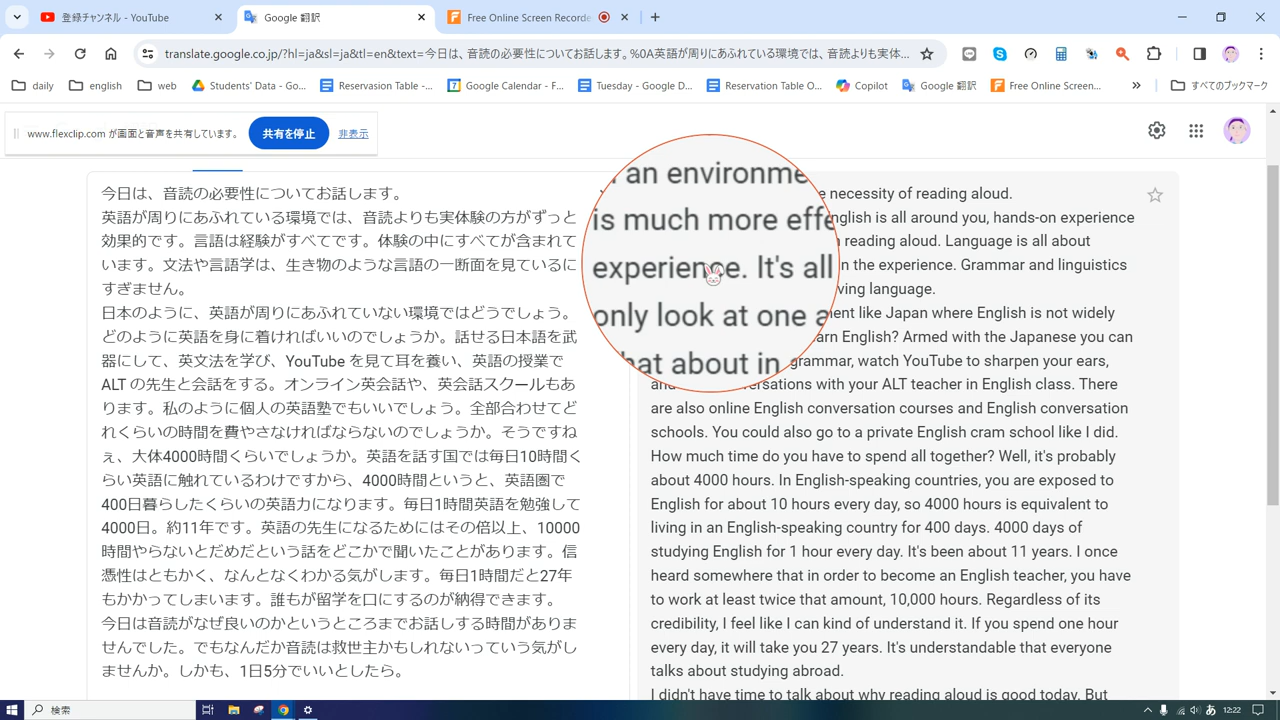 登録チャンネル - YouTube
Google 翻訳
Free Online Screen Recorde
translate.google.co.jp/?hl=ja&sl=ja&tl=en&text=今日は、音読の必要性についてお話します。%0A英語が周りにあふれている環境では、音読よりも実体...
daily
english
web
Students' Data - Go...
Reservasion Table -...
Google Calendar - F...
Tuesday - Google D...
Reservation Table O...
Copilot
Google 翻訳
Free Online Screen...
すべてのブックマーク
www.flexclip.com が画面と音声を共有しています。
共有を停止
非表示
今日は、音読の必要性についてお話します。
英語が周りにあふれている環境では、音読よりも実体験の方がずっと
効果的です。言語は経験がすべてです。体験の中にすべてが含まれて
います。文法や言語学は、生き物のような言語の一断面を見ているに
すぎません。
日本のように、英語が周りにあふれていない環境ではどうでしょう。
どのように英語を身に着ければいいのでしょうか。話せる日本語を武
器にして、英文法を学び、YouTube を見て耳を養い、英語の授業で
ALT の先生と会話をする。オンライン英会話や、英会話スクールもあ
ります。私のように個人の英語塾でもいいでしょう。全部合わせてど
れくらいの時間を費やさなければならないのでしょうか。そうですね
ぇ、大体4000時間くらいでしょうか。英語を話す国では毎日10時間く
らい英語に触れているわけですから、4000時間というと、英語圏で
400日暮らしたくらいの英語力になります。毎日1時間英語を勉強して
4000日。約11年です。英語の先生になるためにはその倍以上、10000
時間やらないとだめだという話をどこかで聞いたことがあります。信
憑性はともかく、なんとなくわかる気がします。毎日1時間だと27年
もかかってしまいます。誰もが留学を口にするのが納得できます。
今日は音読がなぜ良いのかというところまでお話しする時間がありま
せんでした。でもなんだか音読は救世主かもしれないっていう気がし
ませんか。しかも、1日5分でいいとしたら。
an environme
is much more effe
experience. It's all
only look at one a
hat about in
necessity of reading aloud.
nglish is all around you, hands-on experience
reading aloud. Language is all about
n the experience. Grammar and linguistics
ving language.
ent like Japan where English is not widely
arn English? Armed with the Japanese you can
grammar, watch YouTube to sharpen your ears,
ersations with your ALT teacher in English class. There
are also online English conversation courses and English conversation
schools. You could also go to a private English cram school like I did.
How much time do you have to spend all together? Well, it's probably
about 4000 hours. In English-speaking countries, you are exposed to
English for about 10 hours every day, so 4000 hours is equivalent to
living in an English-speaking country for 400 days. 4000 days of
studying English for 1 hour every day. It's been about 11 years. I once
heard somewhere that in order to become an English teacher, you have
to work at least twice that amount, 10,000 hours. Regardless of its
credibility, I feel like I can kind of understand it. If you spend one hour
every day, it will take you 27 years. It's understandable that everyone
talks about studying abroad.
I didn't have time to talk about why reading aloud is good today. But
検索
あ
12:22